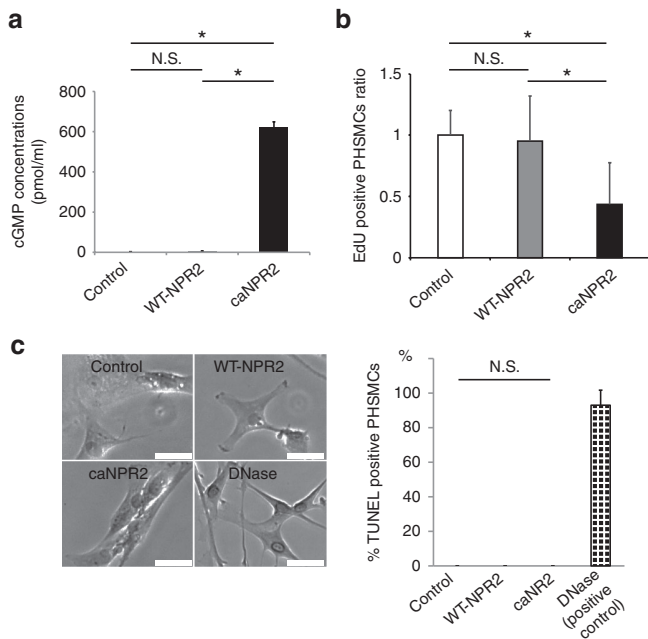 a
*
N.S.
*
800
600
400
200
0
cGMP concentrations
(pmol/ml)
Control
WT-NPR2
caNPR2
b
*
N.S.
*
1.5
1
0.5
0
EdU positive PHSMCs ratio
Control
WT-NPR2
caNPR2
c
Control
WT-NPR2
caNPR2
DNase
%
N.S.
100
80
60
40
20
0
% TUNEL positive PHSMCs
Control
WT-NPR2
caNR2
DNase
(positive
control)